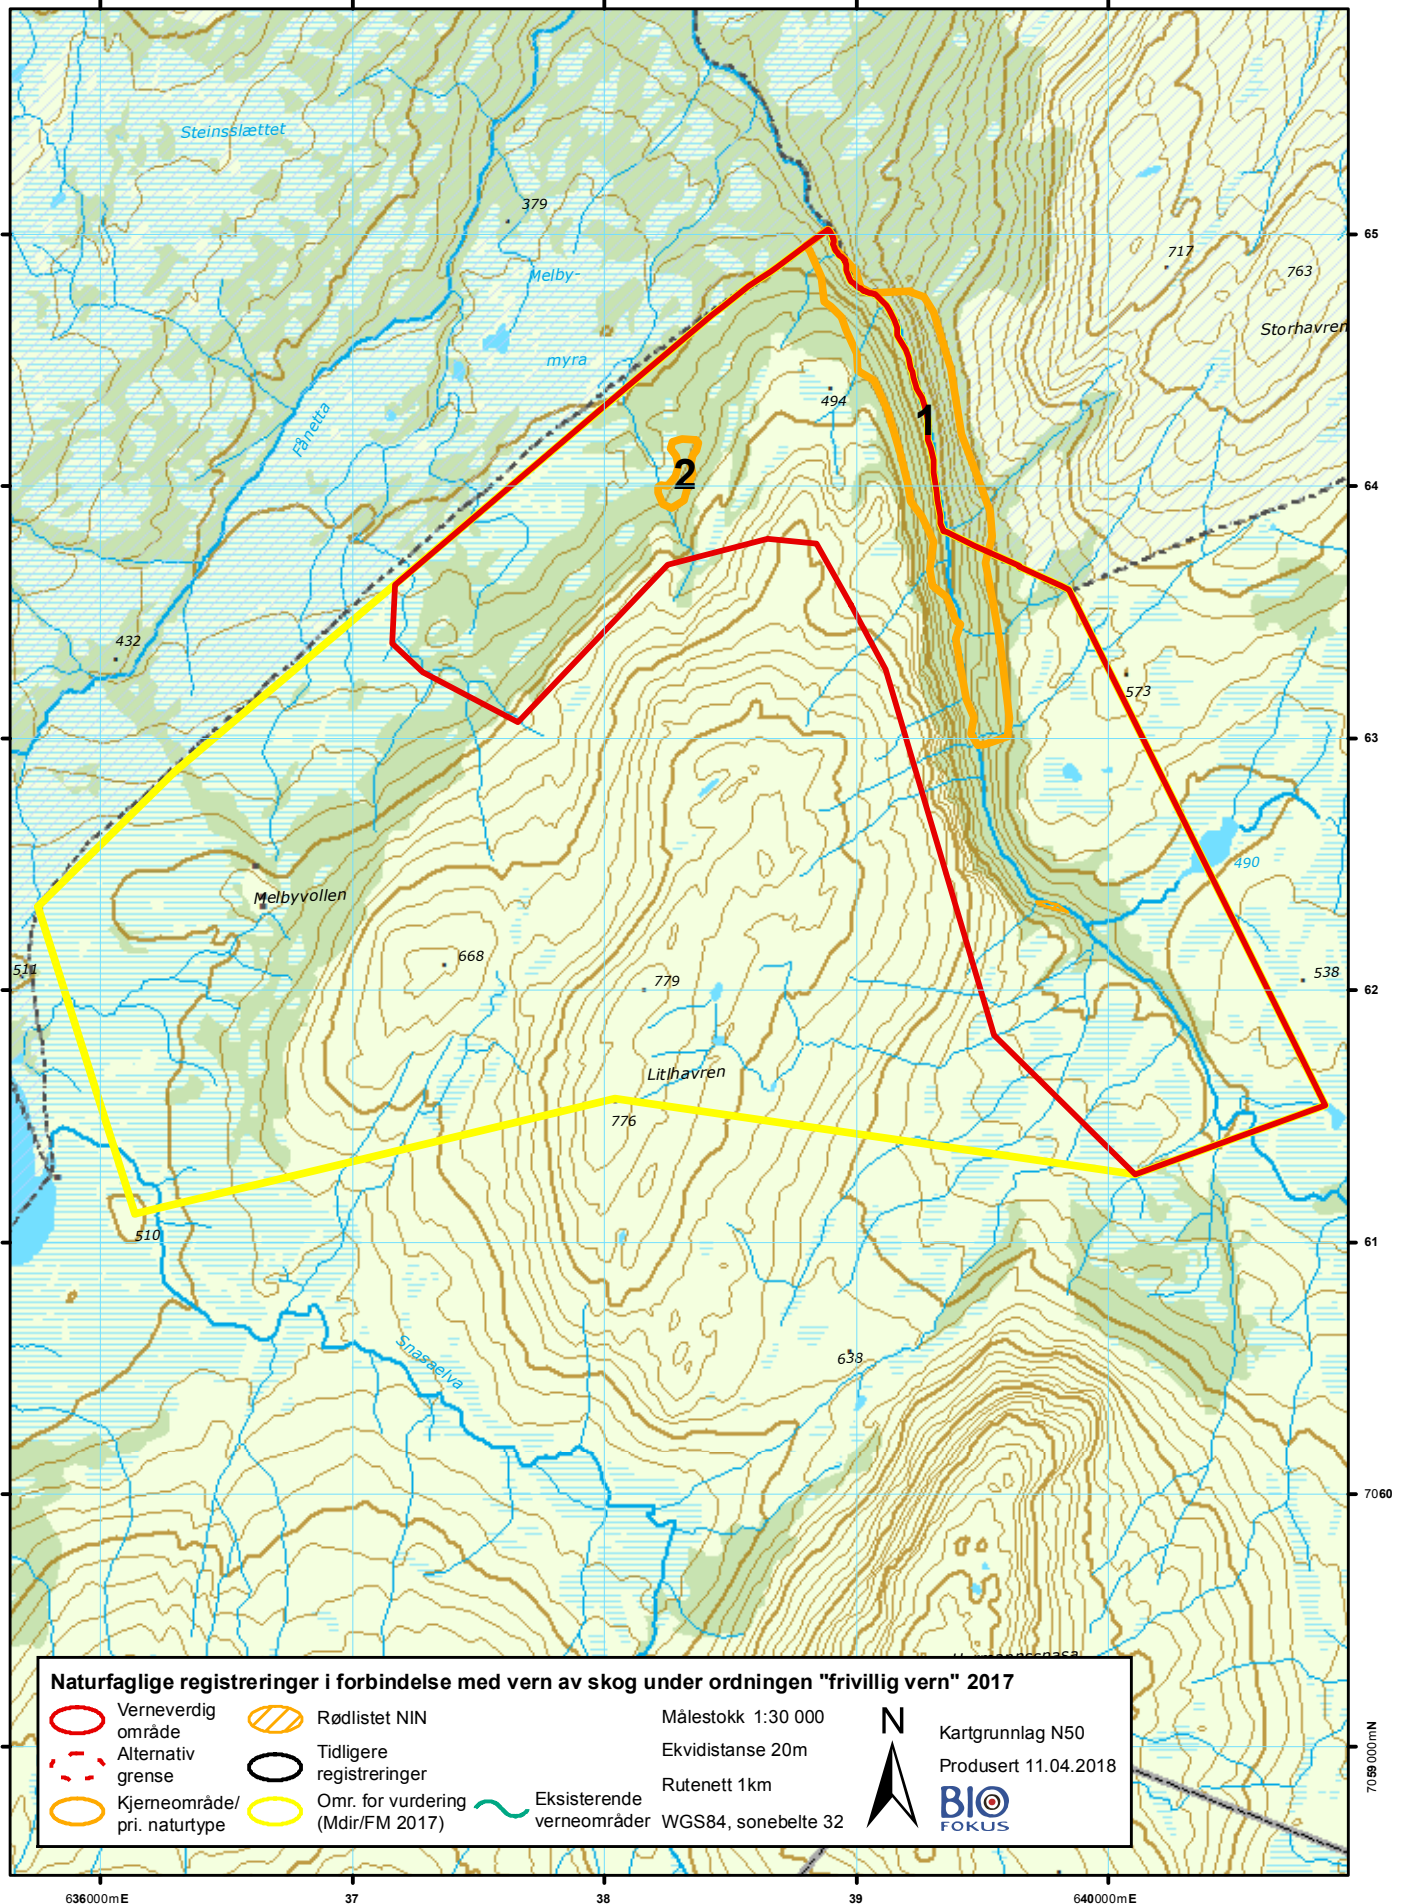 Steinsslættet
379
Melby-
myra
Fånetta
65
717
763
Storhavren
494
1
2
64
432
573
63
490
Melbyvollen
511
668
779
538
62
Litlhavren
776
510
61
638
Snasaelva
7060
Naturfaglige registreringer i forbindelse med vern av skog under ordningen "frivillig vern" 2017
Verneverdig
område
Alternativ
grense
Kjerneområde/
pri. naturtype
Rødlistet NIN
Tidligere
registreringer
Omr. for vurdering
(Mdir/FM 2017)
Eksisterende
verneområder
Målestokk 1:30 000
Ekvidistanse 20m
Rutenett 1km
WGS84, sonebelte 32
N
Kartgrunnlag N50
Produsert 11.04.2018
BIO
FOKUS
7059000mN
636000mE
37
38
39
640000mE